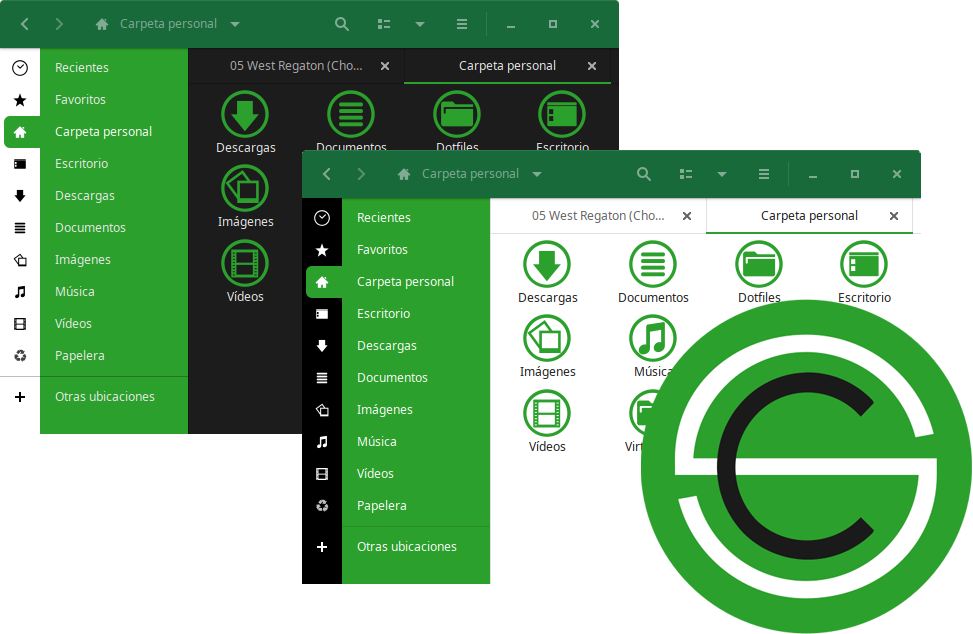 Carpeta personal
05 West Regaton (Cho...
Carpeta personal
Recientes
Favoritos
Carpeta personal
Escritorio
Descargas
Documentos
Imágenes
Música
Vídeos
Papelera
Otras ubicaciones
Descargas
Documentos
Dotfiles
Escritorio
Imágenes
Vídeos
Carpeta personal
05 West Regaton (Cho...
Carpeta personal
Recientes
Favoritos
Carpeta personal
Escritorio
Descargas
Documentos
Imágenes
Música
Vídeos
Papelera
Otras ubicaciones
Descargas
Documentos
Dotfiles
Escritorio
Imágenes
Música
Vídeos